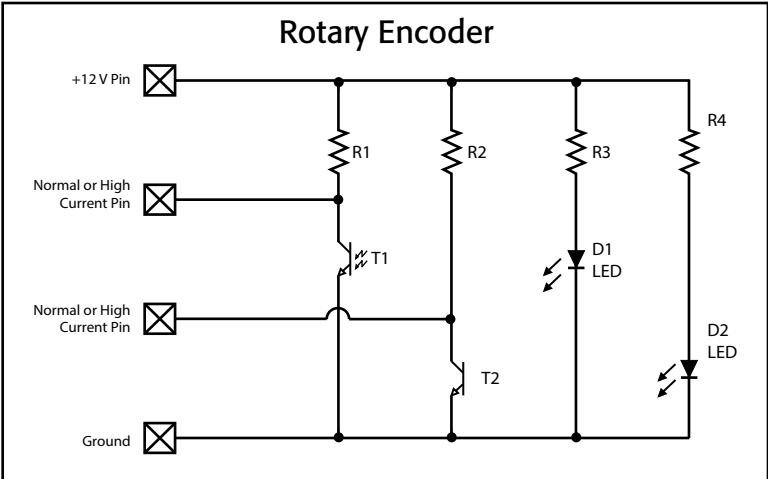 Rotary Encoder
+12 V Pin
R4
R1
R2
R3
Normal or High
Current Pin
D1
LED
T1
Normal or High
Current Pin
D2
LED
T2
Ground